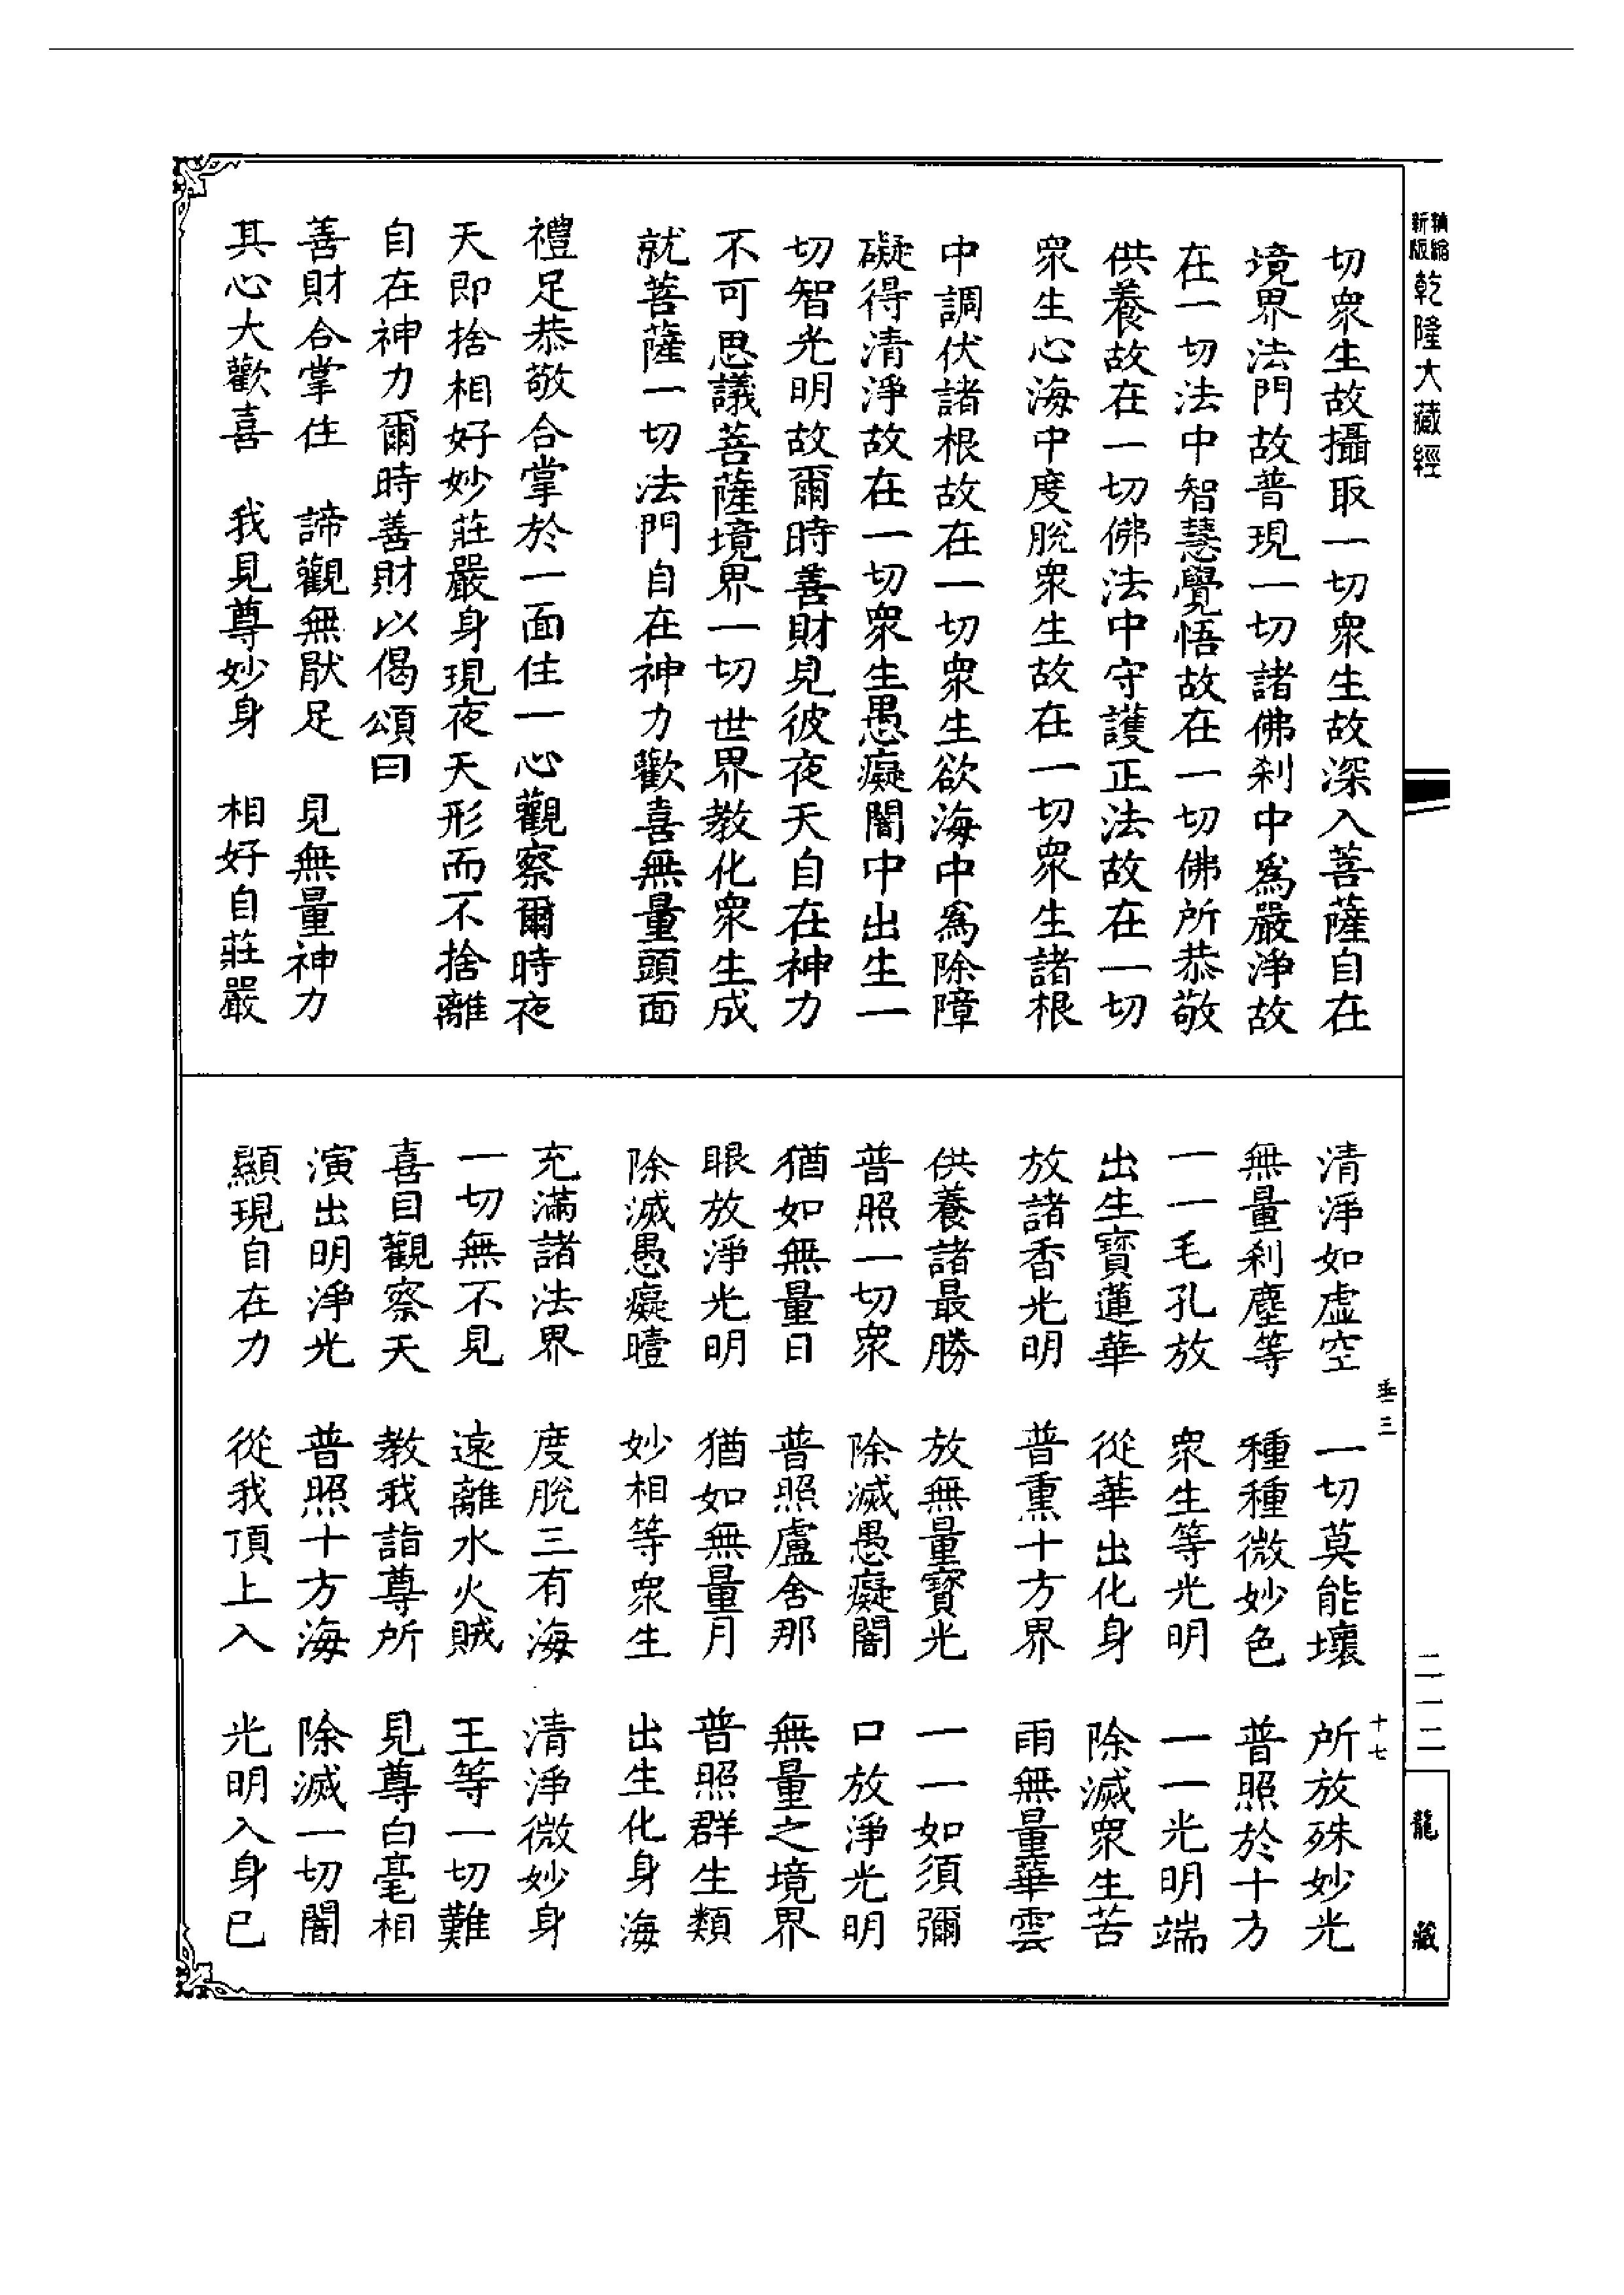 精縮新版乾隆大藏經
切衆生故攝取一切衆生故深入菩薩自在
境界法門故普現一切諸佛刹中爲嚴淨故
在一切法中智慧覺悟故在一切佛所恭敬
供養故在一切佛法中守護正法故在一切
衆生心海中度脫衆生故在一切衆生諸根
中調伏諸根故在一切衆生欲海中爲除障
礙得清淨故在一切衆生愚癡闇中出生一
切智光明故爾時善財見彼夜天自在神力
不可思議菩薩境界一切世界教化衆生成
就菩薩一切法門自在神力歡喜無量頭面
禮足恭敬合掌於一面住一心觀察爾時夜
天即捨相好妙莊嚴身現夜天形而不捨離
自在神力爾時善財以偈頌曰
善財合掌住　諦觀無厭足　見無量神力
其心大歡喜　我見尊妙身　相好自莊嚴
清淨如虛空　一切莫能壞　所放殊妙光
無量刹塵等　種種微妙色　普照於十方
一一毛孔放　衆生等光明　一一光明端
出生寶蓮華　從華出化身　除滅衆生苦
放諸香光明　普熏十方界　雨無量華雲
供養諸最勝　放無量寶光　一一如須彌
普照一切衆　除滅愚癡闇　口放淨光明
猶如無量日　普照盧舍那　無量之境界
眼放淨光明　猶如無量月　普照群生類
除滅愚癡曀　妙相等衆生　出生化身海
充滿諸法界　度脫三有海　清淨微妙身
一切無不見　遠離水火賊　王等一切難
喜目觀察天　教我詣尊所　見尊白毫相
演出明淨光　普照十方海　除滅一切闇
顯現自在力　從我頂上入　光明入身已
垂三
十七
二一二
龍藏